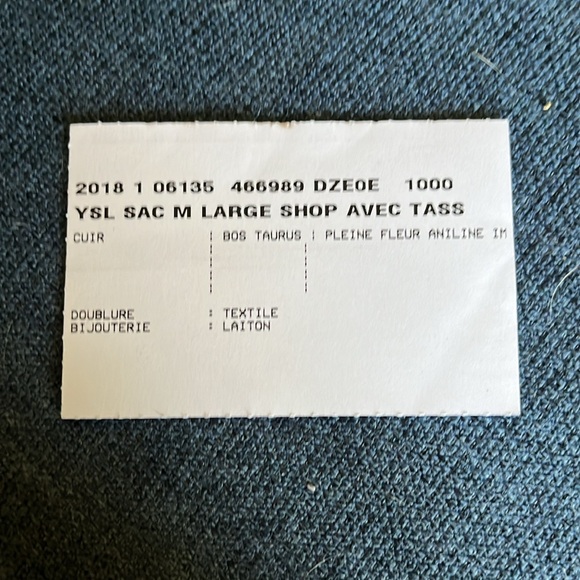 2018 1 06135 466989 DZE0E 1000
YSL SAC M LARGE SHOP AVEC TASS
CUIR : BOS TAURUS : PLEINE FLEUR ANILINE IM
DOUBLURE : TEXTILE
BIJOUTERIE : LAITON